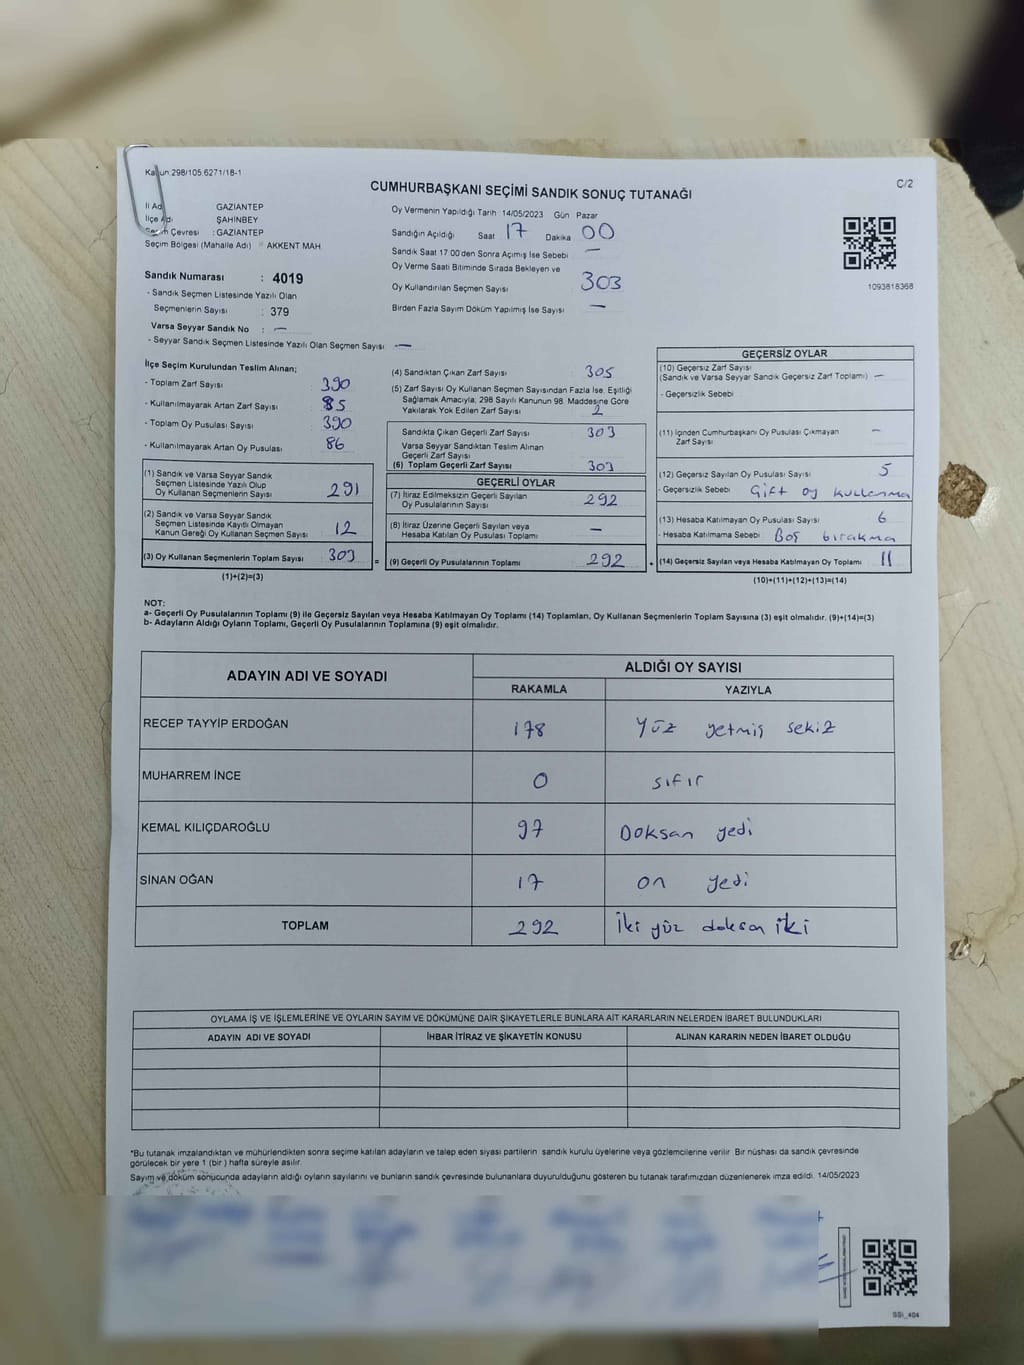 Kanun:298/105.6271/18-1
C/2
CUMHURBAŞKANI SEÇİMİ SANDIK SONUÇ TUTANAĞI
İl Adı GAZİANTEP
İlçe Adı ŞAHİNBEY
Seçim Çevresi : GAZİANTEP
Seçim Bölgesi (Mahalle Adı) AKKENT MAH.
Sandık Numarası : 4019
- Sandık Seçmen Listesinde Yazılı Olan
Seçmenlerin Sayısı : 379
Varsa Seyyar Sandık No : —
- Seyyar Sandık Seçmen Listesinde Yazılı Olan Seçmen Sayısı: —
Oy Vermenin Yapıldığı Tarih :14/05/2023 Gün Pazar
Sandığın Açıldığı Saat 17 Dakika 00
Sandık Saat 17:00'den Sonra Açımış İse Sebebi —
Oy Verme Saati Bitiminde Sırada Bekleyen ve
Oy Kullandırılan Seçmen Sayısı 303
Birden Fazla Sayım Döküm Yapılmış İse Sayısı —
1093818368
İlçe Seçim Kurulundan Teslim Alınan;
- Toplam Zarf Sayısı : 390
- Kullanılmayarak Artan Zarf Sayısı : 85
- Toplam Oy Pusulası Sayısı : 390
- Kullanılmayarak Artan Oy Pusulası : 86
(1) Sandık ve Varsa Seyyar Sandık
Seçmen Listesinde Yazılı Olup
Oy Kullanan Seçmenlerin Sayısı 291
(2) Sandık ve Varsa Seyyar Sandık
Seçmen Listesinde Kayıtlı Olmayan
Kanun Gereği Oy Kullanan Seçmen Sayısı 12
(3) Oy Kullanan Seçmenlerin Toplam Sayısı 303
(1)+(2)=(3)
(4) Sandıktan Çıkan Zarf Sayısı 305
(5) Zarf Sayısı Oy Kullanan Seçmen Sayısından Fazla İse, Eşitliği
Sağlamak Amacıyla, 298 Sayılı Kanunun 98. Maddesine Göre
Yakılarak Yok Edilen Zarf Sayısı 2
Sandıkta Çıkan Geçerli Zarf Sayısı 303
Varsa Seyyar Sandıktan Teslim Alınan
Geçerli Zarf Sayısı
(6) Toplam Geçerli Zarf Sayısı 303
GEÇERLİ OYLAR
(7) İtiraz Edilmeksizin Geçerli Sayılan
Oy Pusulalarının Sayısı 292
(8) İtiraz Üzerine Geçerli Sayılan veya
Hesaba Katılan Oy Pusulası Toplamı —
= (9) Geçerli Oy Pusulalarının Toplamı 292
GEÇERSİZ OYLAR
(10) Geçersiz Zarf Sayısı
(Sandık ve Varsa Seyyar Sandık Geçersiz Zarf Toplamı) —
- Geçersizlik Sebebi
(11) İçinden Cumhurbaşkanı Oy Pusulası Çıkmayan
Zarf Sayısı —
(12) Geçersiz Sayılan Oy Pusulası Sayısı 5
- Geçersizlik Sebebi Çift oy kullanma
(13) Hesaba Katılmayan Oy Pusulası Sayısı 6
- Hesaba Katılmama Sebebi Boş bırakma
+ (14) Geçersiz Sayılan veya Hesaba Katılmayan Oy Toplamı 11
(10)+(11)+(12)+(13)=(14)
NOT:
a- Geçerli Oy Pusulalarının Toplamı (9) ile Geçersiz Sayılan veya Hesaba Katılmayan Oy Toplamı (14) Toplamları, Oy Kullanan Seçmenlerin Toplam Sayısına (3) eşit olmalıdır. (9)+(14)=(3)
b- Adayların Aldığı Oyların Toplamı, Geçerli Oy Pusulalarının Toplamına (9) eşit olmalıdır.
ADAYIN ADI VE SOYADI ALDIĞI OY SAYISI
RAKAMLA YAZIYLA
RECEP TAYYİP ERDOĞAN 178 Yüz yetmiş sekiz
MUHARREM İNCE 0 sıfır
KEMAL KILIÇDAROĞLU 97 Doksan yedi
SİNAN OĞAN 17 on yedi
TOPLAM 292 İki yüz doksan iki
OYLAMA İŞ VE İŞLEMLERİNE VE OYLARIN SAYIM VE DÖKÜMÜNE DAİR ŞİKAYETLERLE BUNLARA AİT KARARLARIN NELERDEN İBARET BULUNDUKLARI
ADAYIN ADI VE SOYADI İHBAR İTİRAZ VE ŞİKAYETİN KONUSU ALINAN KARARIN NEDEN İBARET OLDUĞU
*Bu tutanak imzalandıktan ve mühürlendikten sonra seçime katılan adayların ve talep eden siyasi partilerin sandık kurulu üyelerine veya gözlemcilerine verilir. Bir nüshası da sandık çevresinde
görülecek bir yere 1 (bir ) hafta süreyle asılır.
Sayım ve döküm sonucunda adayların aldığı oyların sayılarını ve bunların sandık çevresinde bulunanlara duyurulduğunu gösteren bu tutanak tarafımızdan düzenlenerek imza edildi. 14/05/2023
SSİ_404